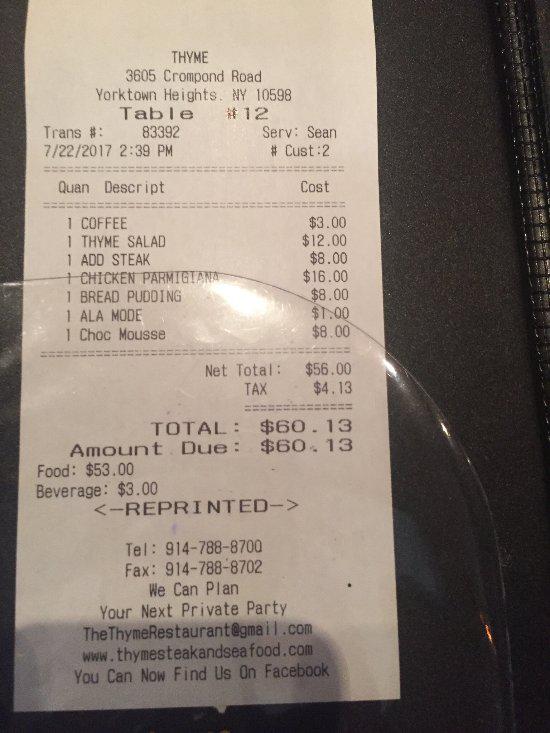 THYME
3605 Crompond Road
Yorktown Heights. NY 10598
Table #12
Trans #: 83392 Serv: Sean
7/22/2017 2:39 PM # Cust:2
Quan Descript Cost
1 COFFEE $3.00
1 THYME SALAD $12.00
1 ADD STEAK $8.00
1 CHICKEN PARMIGIANA $16.00
1 BREAD PUDDING $8.00
1 ALA MODE $1.00
1 Choc Mousse $8.00
Net Total: $56.00
TAX $4.13
TOTAL: $60.13
Amount Due: $60.13
Food: $53.00
Beverage: $3.00
<-REPRINTED->
Tel: 914-788-8700
Fax: 914-788-8702
We Can Plan
Your Next Private Party
TheThymeRestaurant@gmail.com
www.thymesteakandseafood.com
You Can Now Find Us On Facebook